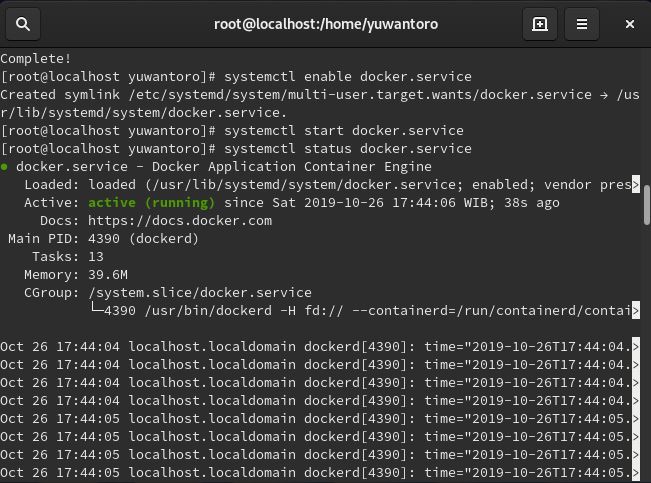 root@localhost:/home/yuwantoro
Complete!
[root@localhost yuwantoro]# systemctl enable docker.service
Created symlink /etc/systemd/system/multi-user.target.wants/docker.service → /us
r/lib/systemd/system/docker.service.
[root@localhost yuwantoro]# systemctl start docker.service
[root@localhost yuwantoro]# systemctl status docker.service
● docker.service - Docker Application Container Engine
   Loaded: loaded (/usr/lib/systemd/system/docker.service; enabled; vendor pres>
   Active: active (running) since Sat 2019-10-26 17:44:06 WIB; 38s ago
     Docs: https://docs.docker.com
 Main PID: 4390 (dockerd)
    Tasks: 13
   Memory: 39.6M
   CGroup: /system.slice/docker.service
           └─4390 /usr/bin/dockerd -H fd:// --containerd=/run/containerd/contai>
Oct 26 17:44:04 localhost.localdomain dockerd[4390]: time="2019-10-26T17:44:04.>
Oct 26 17:44:04 localhost.localdomain dockerd[4390]: time="2019-10-26T17:44:04.>
Oct 26 17:44:04 localhost.localdomain dockerd[4390]: time="2019-10-26T17:44:04.>
Oct 26 17:44:04 localhost.localdomain dockerd[4390]: time="2019-10-26T17:44:04.>
Oct 26 17:44:05 localhost.localdomain dockerd[4390]: time="2019-10-26T17:44:05.>
Oct 26 17:44:05 localhost.localdomain dockerd[4390]: time="2019-10-26T17:44:05.>
Oct 26 17:44:05 localhost.localdomain dockerd[4390]: time="2019-10-26T17:44:05.>
Oct 26 17:44:05 localhost.localdomain dockerd[4390]: time="2019-10-26T17:44:05.>